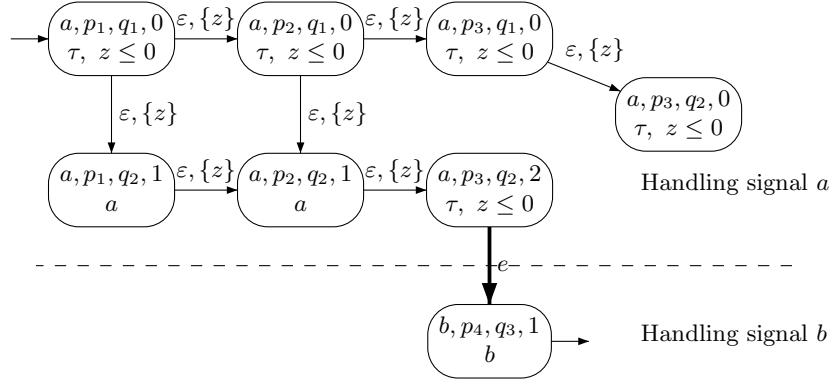 a, p₁, q₁, 0
τ, z ≤ 0
ε, {z}
a, p₂, q₁, 0
τ, z ≤ 0
ε, {z}
a, p₃, q₁, 0
τ, z ≤ 0
ε, {z}
a, p₃, q₂, 0
τ, z ≤ 0
ε, {z}
ε, {z}
a, p₁, q₂, 1
a
ε, {z}
a, p₂, q₂, 1
a
ε, {z}
a, p₃, q₂, 2
τ, z ≤ 0
Handling signal a
e
b, p₄, q₃, 1
b
Handling signal b